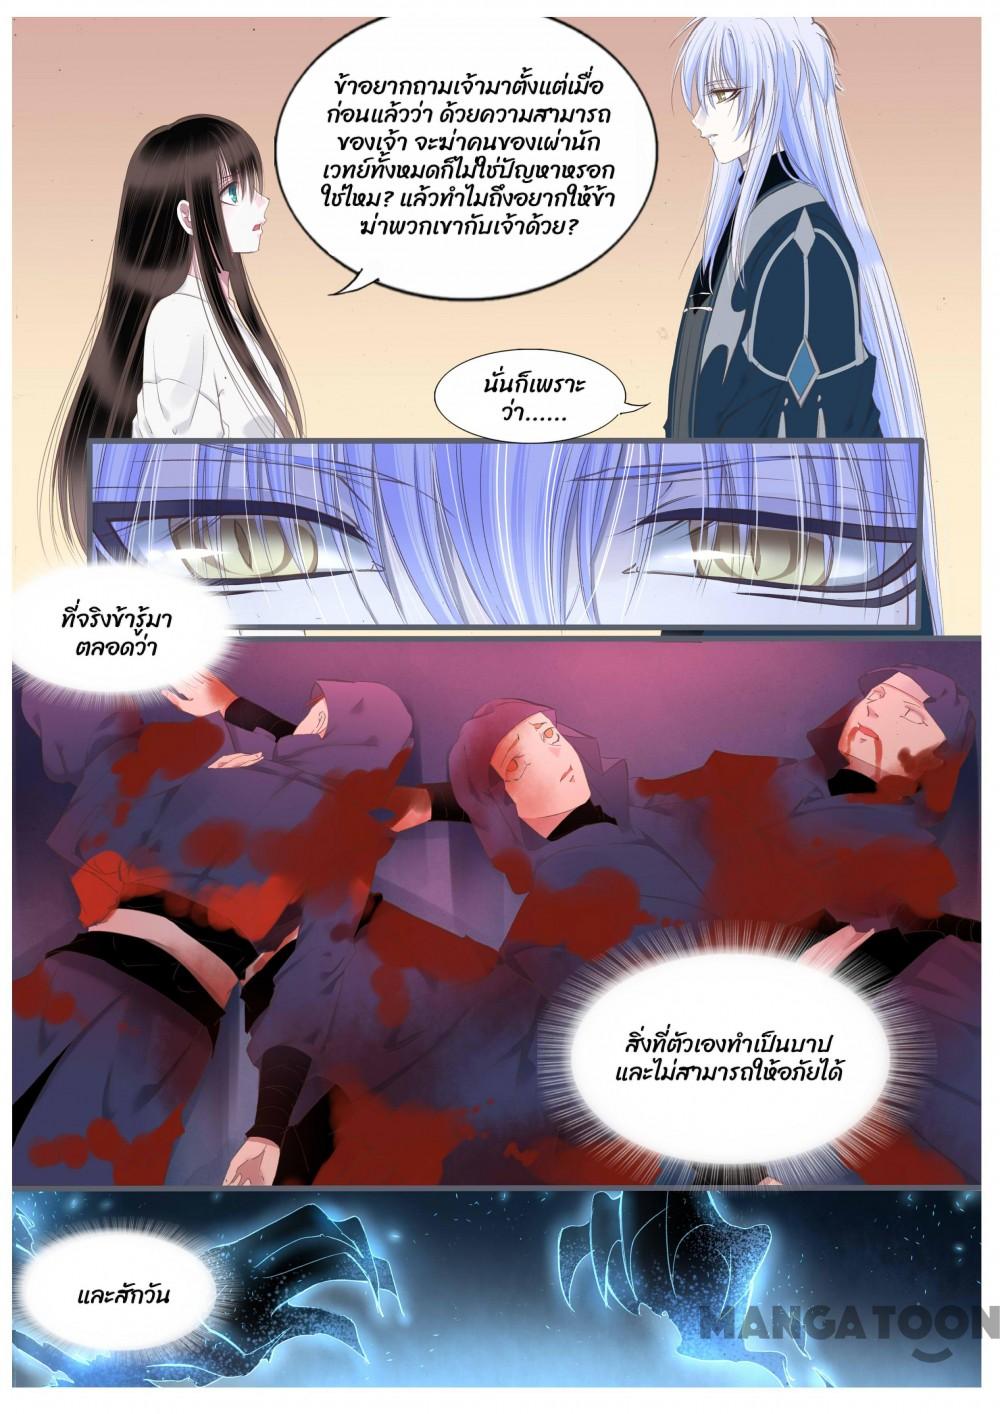 ข้าอยากถามเจ้ามาตั้งแต่เมื่อ
ก่อนแล้วว่า ด้วยความสามารถ
ของเจ้า จะฆ่าคนของเผ่านัก
เวทย์ทั้งหมดก็ไม่ใช่ปัญหาหรอก
ใช่ไหม? แล้วทำไมถึงอยากให้ข้า
ฆ่าพวกเขากับเจ้าด้วย?
นั่นก็เพราะ
ว่า......
ที่จริงข้ารู้มา
ตลอดว่า
สิ่งที่ตัวเองทำเป็นบาป
และไม่สามารถให้อภัยได้
และสักวัน
MANGATOON